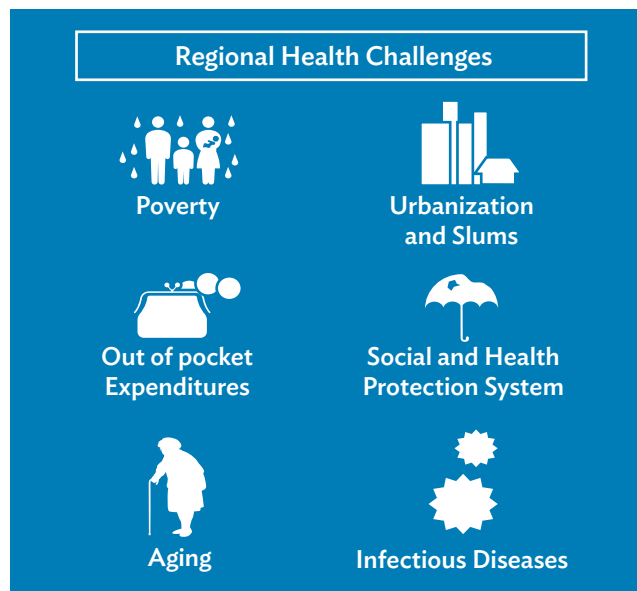 Regional Health Challenges
Poverty
Urbanization
and Slums
Out of pocket
Expenditures
Social and Health
Protection System
Aging
Infectious Diseases